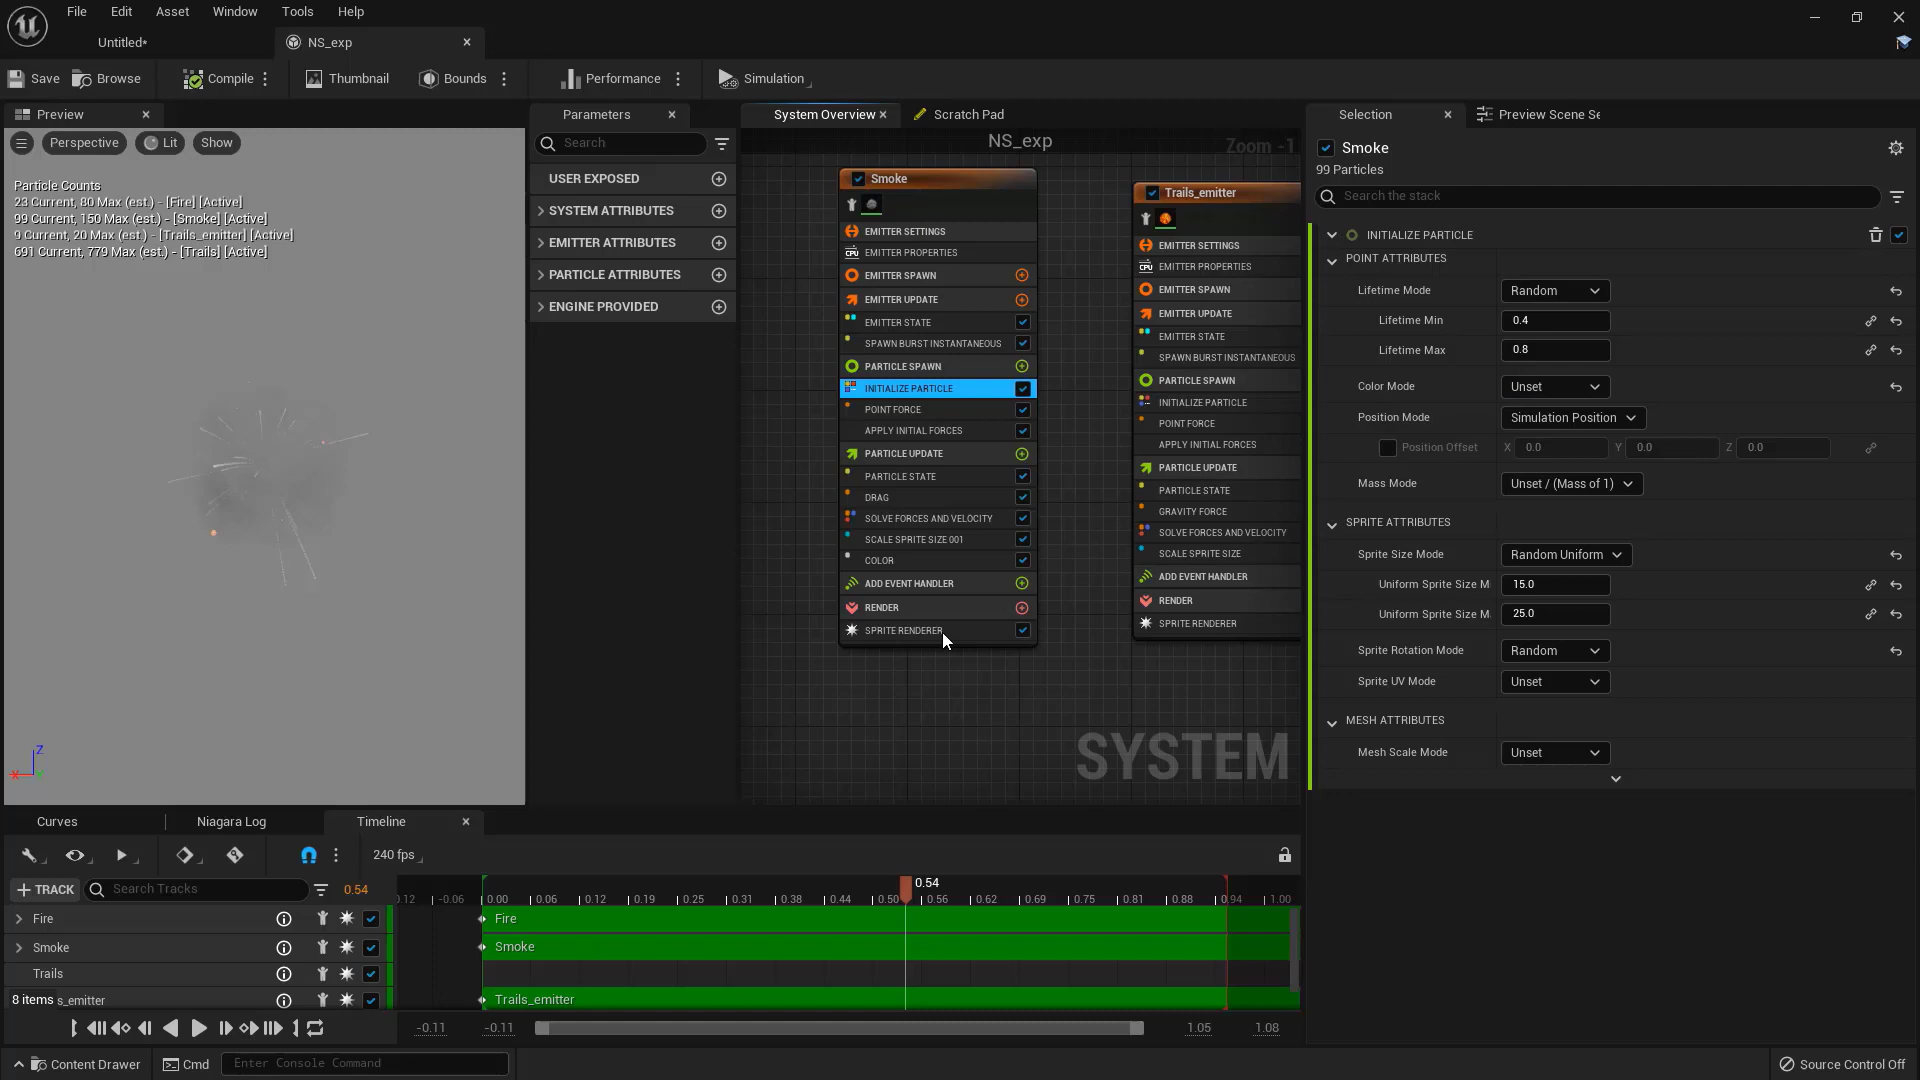 File Edit Asset Window Tools Help
Untitled*
NS_exp
Save Browse Compile Thumbnail Bounds Performance Simulation
Preview
Perspective Lit Show
Particle Counts
23 Current, 80 Max (est.) - [Fire] [Active]
99 Current, 150 Max (est.) - [Smoke] [Active]
9 Current, 20 Max (est.) - [Trails_emitter] [Active]
691 Current, 779 Max (est.) - [Trails] [Active]
Z
X
Parameters
Search
USER EXPOSED
SYSTEM ATTRIBUTES
EMITTER ATTRIBUTES
PARTICLE ATTRIBUTES
ENGINE PROVIDED
System Overview
Scratch Pad
NS_exp
Zoom -1
Smoke
EMITTER SETTINGS
CPU EMITTER PROPERTIES
EMITTER SPAWN
EMITTER UPDATE
EMITTER STATE
SPAWN BURST INSTANTANEOUS
PARTICLE SPAWN
INITIALIZE PARTICLE
POINT FORCE
APPLY INITIAL FORCES
PARTICLE UPDATE
PARTICLE STATE
DRAG
SOLVE FORCES AND VELOCITY
SCALE SPRITE SIZE 001
COLOR
ADD EVENT HANDLER
RENDER
SPRITE RENDERER
Trails_emitter
EMITTER SETTINGS
CPU EMITTER PROPERTIES
EMITTER SPAWN
EMITTER UPDATE
EMITTER STATE
SPAWN BURST INSTANTANEOUS
PARTICLE SPAWN
INITIALIZE PARTICLE
POINT FORCE
APPLY INITIAL FORCES
PARTICLE UPDATE
PARTICLE STATE
GRAVITY FORCE
SOLVE FORCES AND VELOCITY
SCALE SPRITE SIZE
ADD EVENT HANDLER
RENDER
SPRITE RENDERER
SYSTEM
Selection
Preview Scene Se
Smoke
99 Particles
Search the stack
INITIALIZE PARTICLE
POINT ATTRIBUTES
Lifetime Mode Random
Lifetime Min 0.4
Lifetime Max 0.8
Color Mode Unset
Position Mode Simulation Position
Position Offset X 0.0 Y 0.0 Z 0.0
Mass Mode Unset / (Mass of 1)
SPRITE ATTRIBUTES
Sprite Size Mode Random Uniform
Uniform Sprite Size M 15.0
Uniform Sprite Size M. 25.0
Sprite Rotation Mode Random
Sprite UV Mode Unset
MESH ATTRIBUTES
Mesh Scale Mode Unset
Curves
Niagara Log
Timeline
240 fps
TRACK
Search Tracks
0.54
0.54
-0.06 0.00 0.06 0.12 0.19 0.25 0.31 0.38 0.44 0.50 0.56 0.62 0.69 0.75 0.81 0.88 0.94 1.00
Fire
Fire
Smoke
Smoke
Trails
8 items s_emitter
Trails_emitter
-0.11 -0.11 1.05 1.08
Content Drawer
Cmd
Enter Console Command
Source Control Off